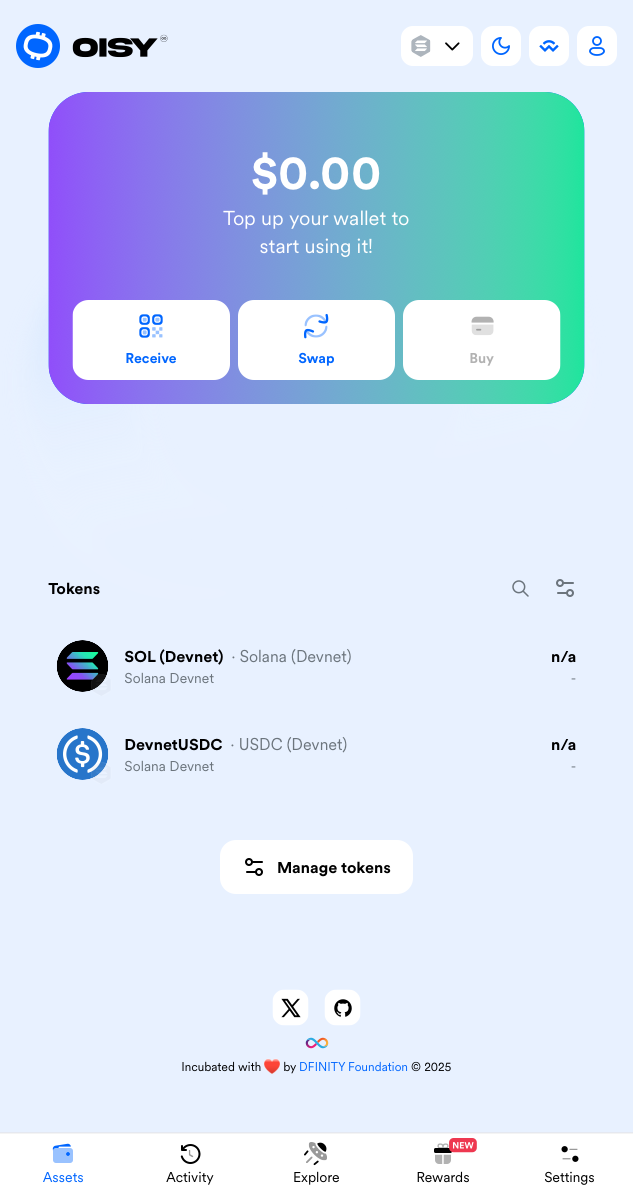 OISY
$0.00
Top up your wallet to
start using it!
Receive Swap Buy
Tokens
SOL (Devnet) · Solana (Devnet) n/a
Solana Devnet -
DevnetUSDC · USDC (Devnet) n/a
Solana Devnet -
Manage tokens
Incubated with ❤️ by DFINITY Foundation © 2025
NEW
Assets Activity Explore Rewards Settings